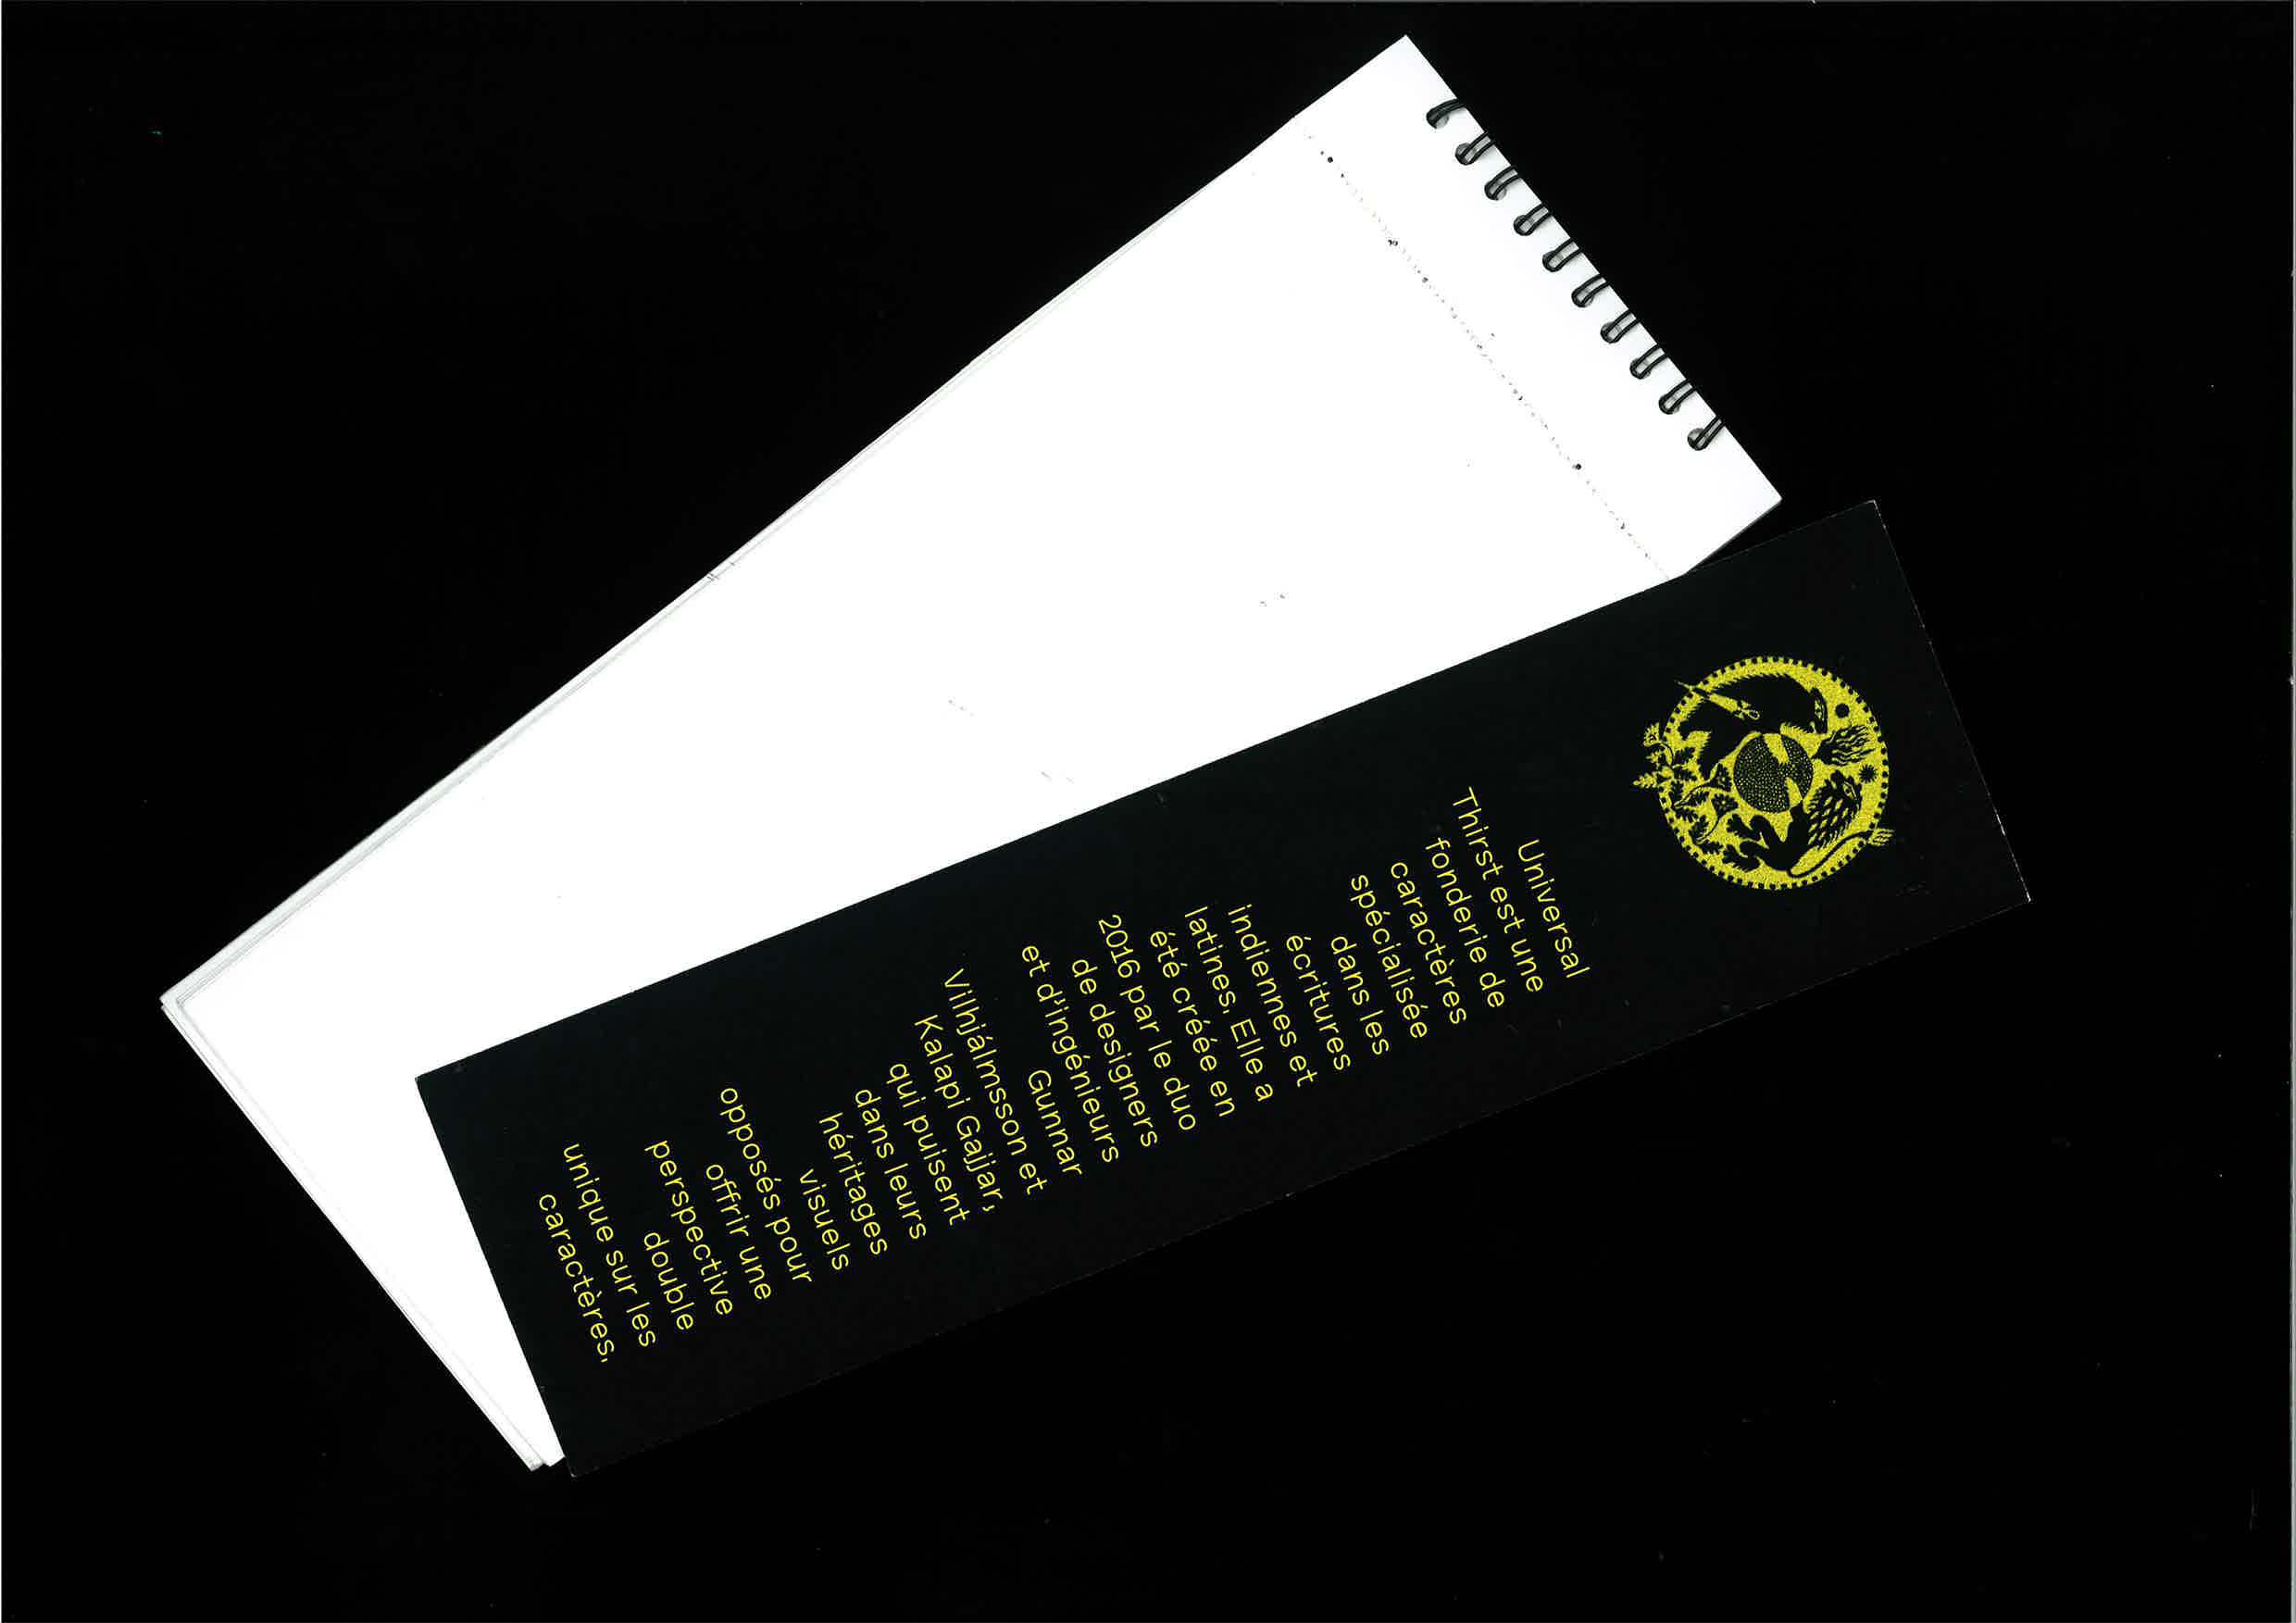 Universal
Thirst est une
fonderie de
caractères
spécialisée
dans les
écritures
indiennes et
latines, Elle a
été créée en
2016 par le duo
de designers
et d'ingénieurs
Gunnar
Vilhjálmsson et
Kalapi Gajjar,
qui puisent
dans leurs
héritages
visuels
opposés pour
offrir une
perspective
double
unique sur les
caractères,